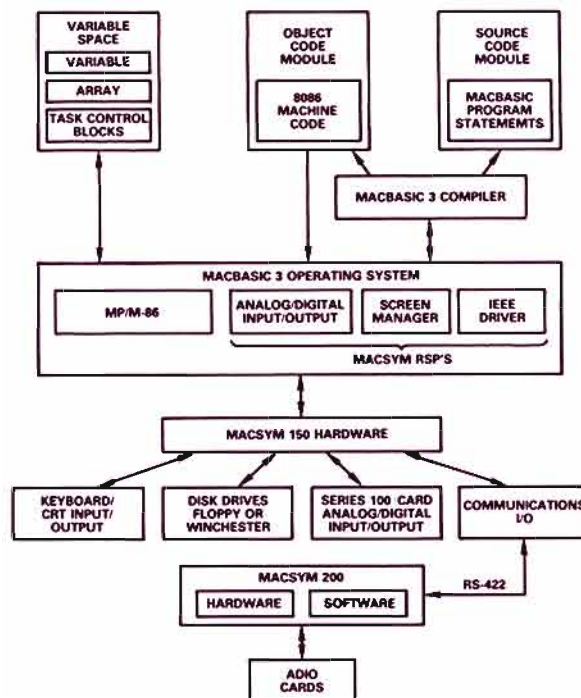 VARIABLE
SPACE
VARIABLE
ARRAY
TASK CONTROL
BLOCKS
OBJECT
CODE
MODULE
8086
MACHINE
CODE
SOURCE
CODE
MODULE
MACBASIC
PROGRAM
STATEMEMTS
MACBASIC 3 COMPILER
MACBASIC 3 OPERATING SYSTEM
MP/M-86
ANALOG/DIGITAL
INPUT/OUTPUT
SCREEN
MANAGER
IEEE
DRIVER
MACSYM RSP'S
MACSYM 150 HARDWARE
KEYBOARD/
CRT INPUT/
OUTPUT
DISK DRIVES
FLOPPY OR
WINCHESTER
SERIES 100 CARD
ANALOG/DIGITAL
INPUT/OUTPUT
COMMUNICATIONS
I/O
RS-422
MACSYM 200
HARDWARE
SOFTWARE
ADIO
CARDS